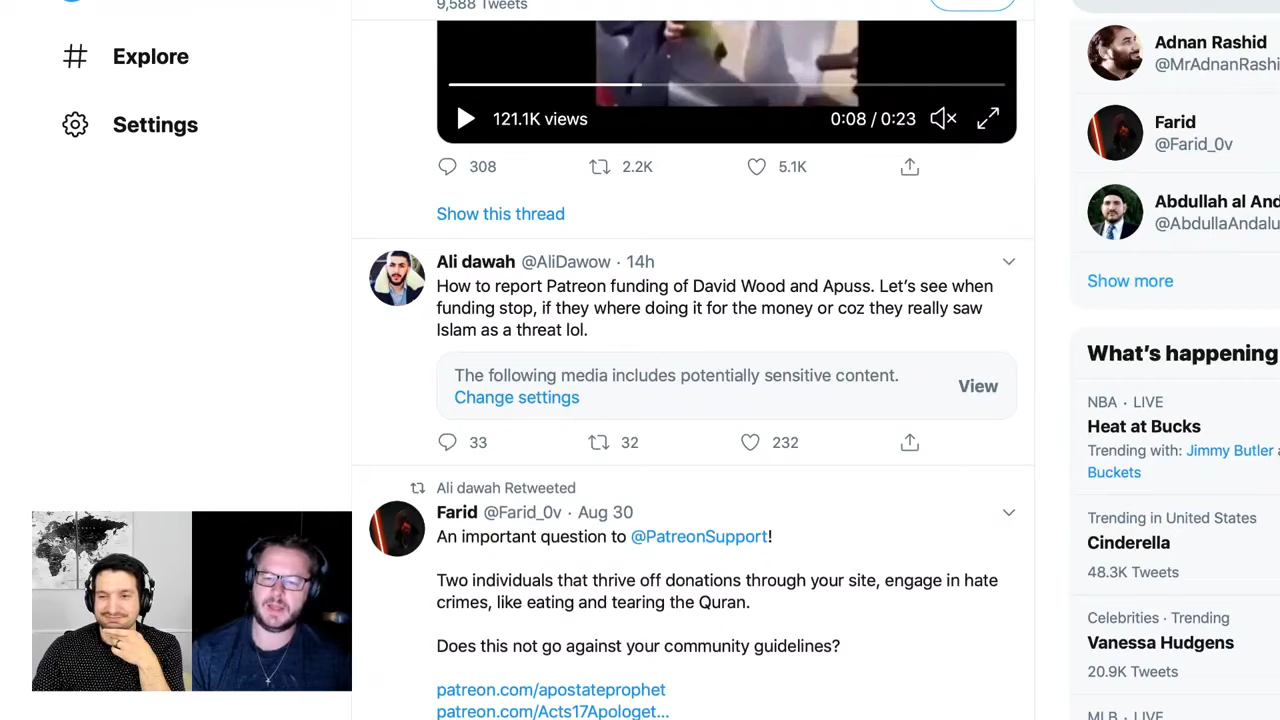 9,588 Tweets
Explore
Settings
121.1K views
0:08 / 0:23
308
2.2K
5.1K
Show this thread
Ali dawah @AliDawow · 14h
How to report Patreon funding of David Wood and Apuss. Let's see when
funding stop, if they where doing it for the money or coz they really saw
Islam as a threat lol.
The following media includes potentially sensitive content.
Change settings
View
33
32
232
Ali dawah Retweeted
Farid @Farid_0v · Aug 30
An important question to @PatreonSupport!
Two individuals that thrive off donations through your site, engage in hate
crimes, like eating and tearing the Quran.
Does this not go against your community guidelines?
patreon.com/apostateprophet
patreon.com/Acts17Apologet...
Adnan Rashid
@MrAdnanRashi
Farid
@Farid_0v
Abdullah al And
@AbdullaAndalu
Show more
What's happening
NBA · LIVE
Heat at Bucks
Trending with: Jimmy Butler a
Buckets
Trending in United States
Cinderella
48.3K Tweets
Celebrities · Trending
Vanessa Hudgens
20.9K Tweets
MLB · LIVE